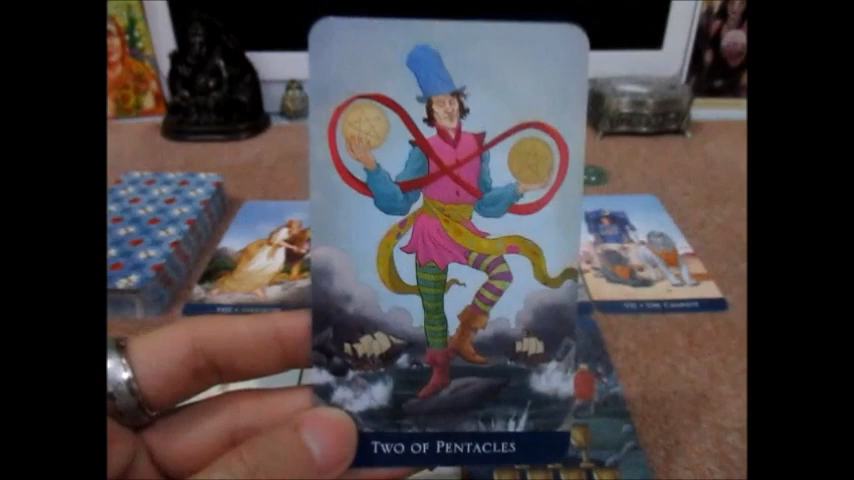 VII • THE CHARIOT
TWO OF PENTACLES